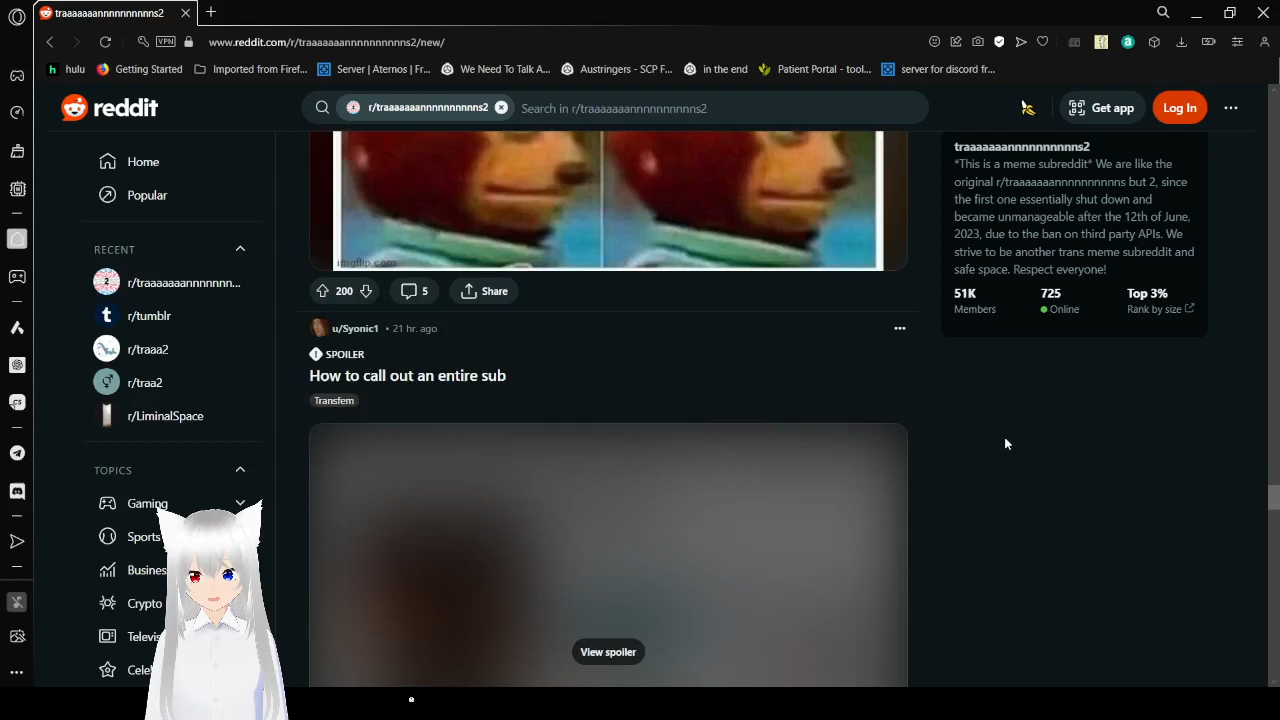 traaaaaaannnnnnnnnns2
VPN
www.reddit.com/r/traaaaaaannnnnnnnnns2/new/
hulu
Getting Started
Imported from Firef...
Server | Aternos | Fr...
We Need To Talk A...
Austringers - SCP F...
in the end
Patient Portal - tool...
server for discord fr...
reddit
r/traaaaaaannnnnnnnnns2
Search in r/traaaaaaannnnnnnnnns2
Get app
Log In
Home
Popular
RECENT
r/traaaaaaannnnnnn...
r/tumblr
r/traaa2
r/traa2
r/LiminalSpace
TOPICS
Gaming
Sports
Busines
Crypto
Televis
Celeb
imgflip.com
200
5
Share
u/Syonic1 • 21 hr. ago
SPOILER
How to call out an entire sub
Transfem
View spoiler
traaaaaaannnnnnnnnns2
*This is a meme subreddit* We are like the
original r/traaaaaaannnnnnnnnns but 2, since
the first one essentially shut down and
became unmanageable after the 12th of June,
2023, due to the ban on third party APIs. We
strive to be another trans meme subreddit and
safe space. Respect everyone!
51K
Members
725
Online
Top 3%
Rank by size